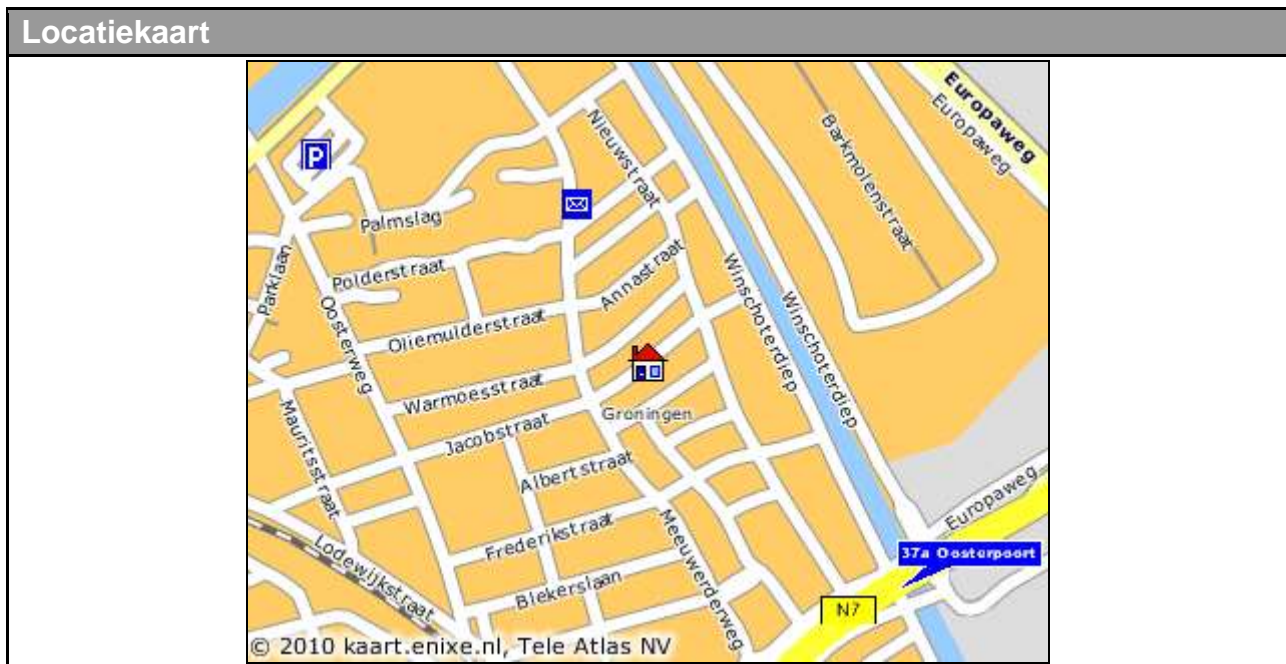 Locatiekaart
Europaweg
Europaweg
Nieuwstraat
Barkmolenstraat
P
Palmslag
Parklaan
Polderstraat
Annastraat
Winschoterdiep
Winschoterdiep
Oosterweg
Oliemulderstraat
Warmoesstraat
Groningen
Mauritsstraat
Jacobstraat
Albertstraat
Europaweg
Frederikstraat
Meeuwerderweg
Lodewijkstraat
37a Oosterpoort
Blekerslaan
N7
© 2010 kaart.enixe.nl, Tele Atlas NV